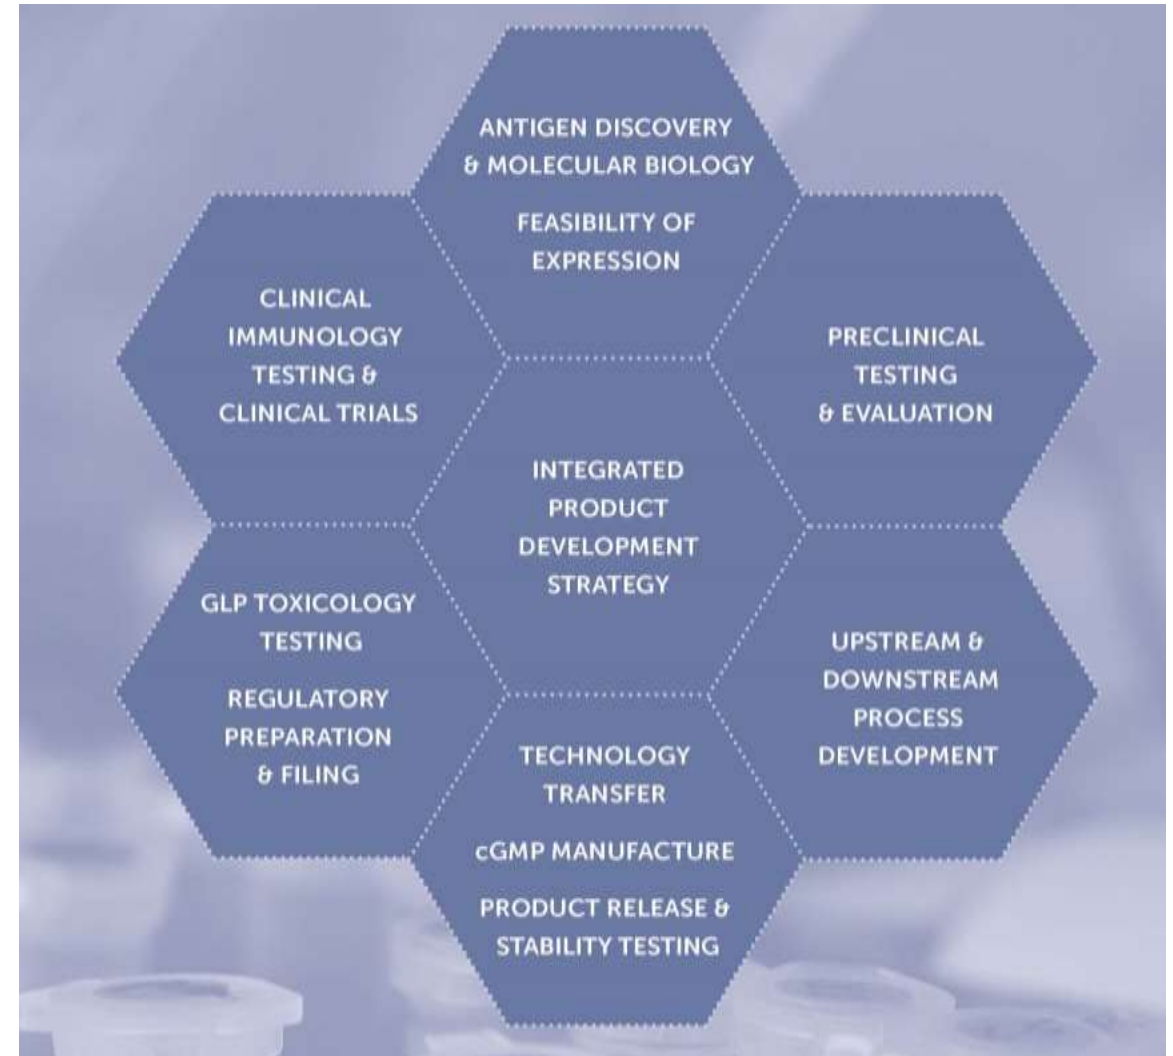 ANTIGEN DISCOVERY
& MOLECULAR BIOLOGY
FEASIBILITY OF
EXPRESSION
CLINICAL
IMMUNOLOGY
TESTING &
CLINICAL TRIALS
PRECLINICAL
TESTING
& EVALUATION
INTEGRATED
PRODUCT
DEVELOPMENT
STRATEGY
GLP TOXICOLOGY
TESTING
REGULATORY
PREPARATION
& FILING
UPSTREAM &
DOWNSTREAM
PROCESS
DEVELOPMENT
TECHNOLOGY
TRANSFER
cGMP MANUFACTURE
PRODUCT RELEASE &
STABILITY TESTING